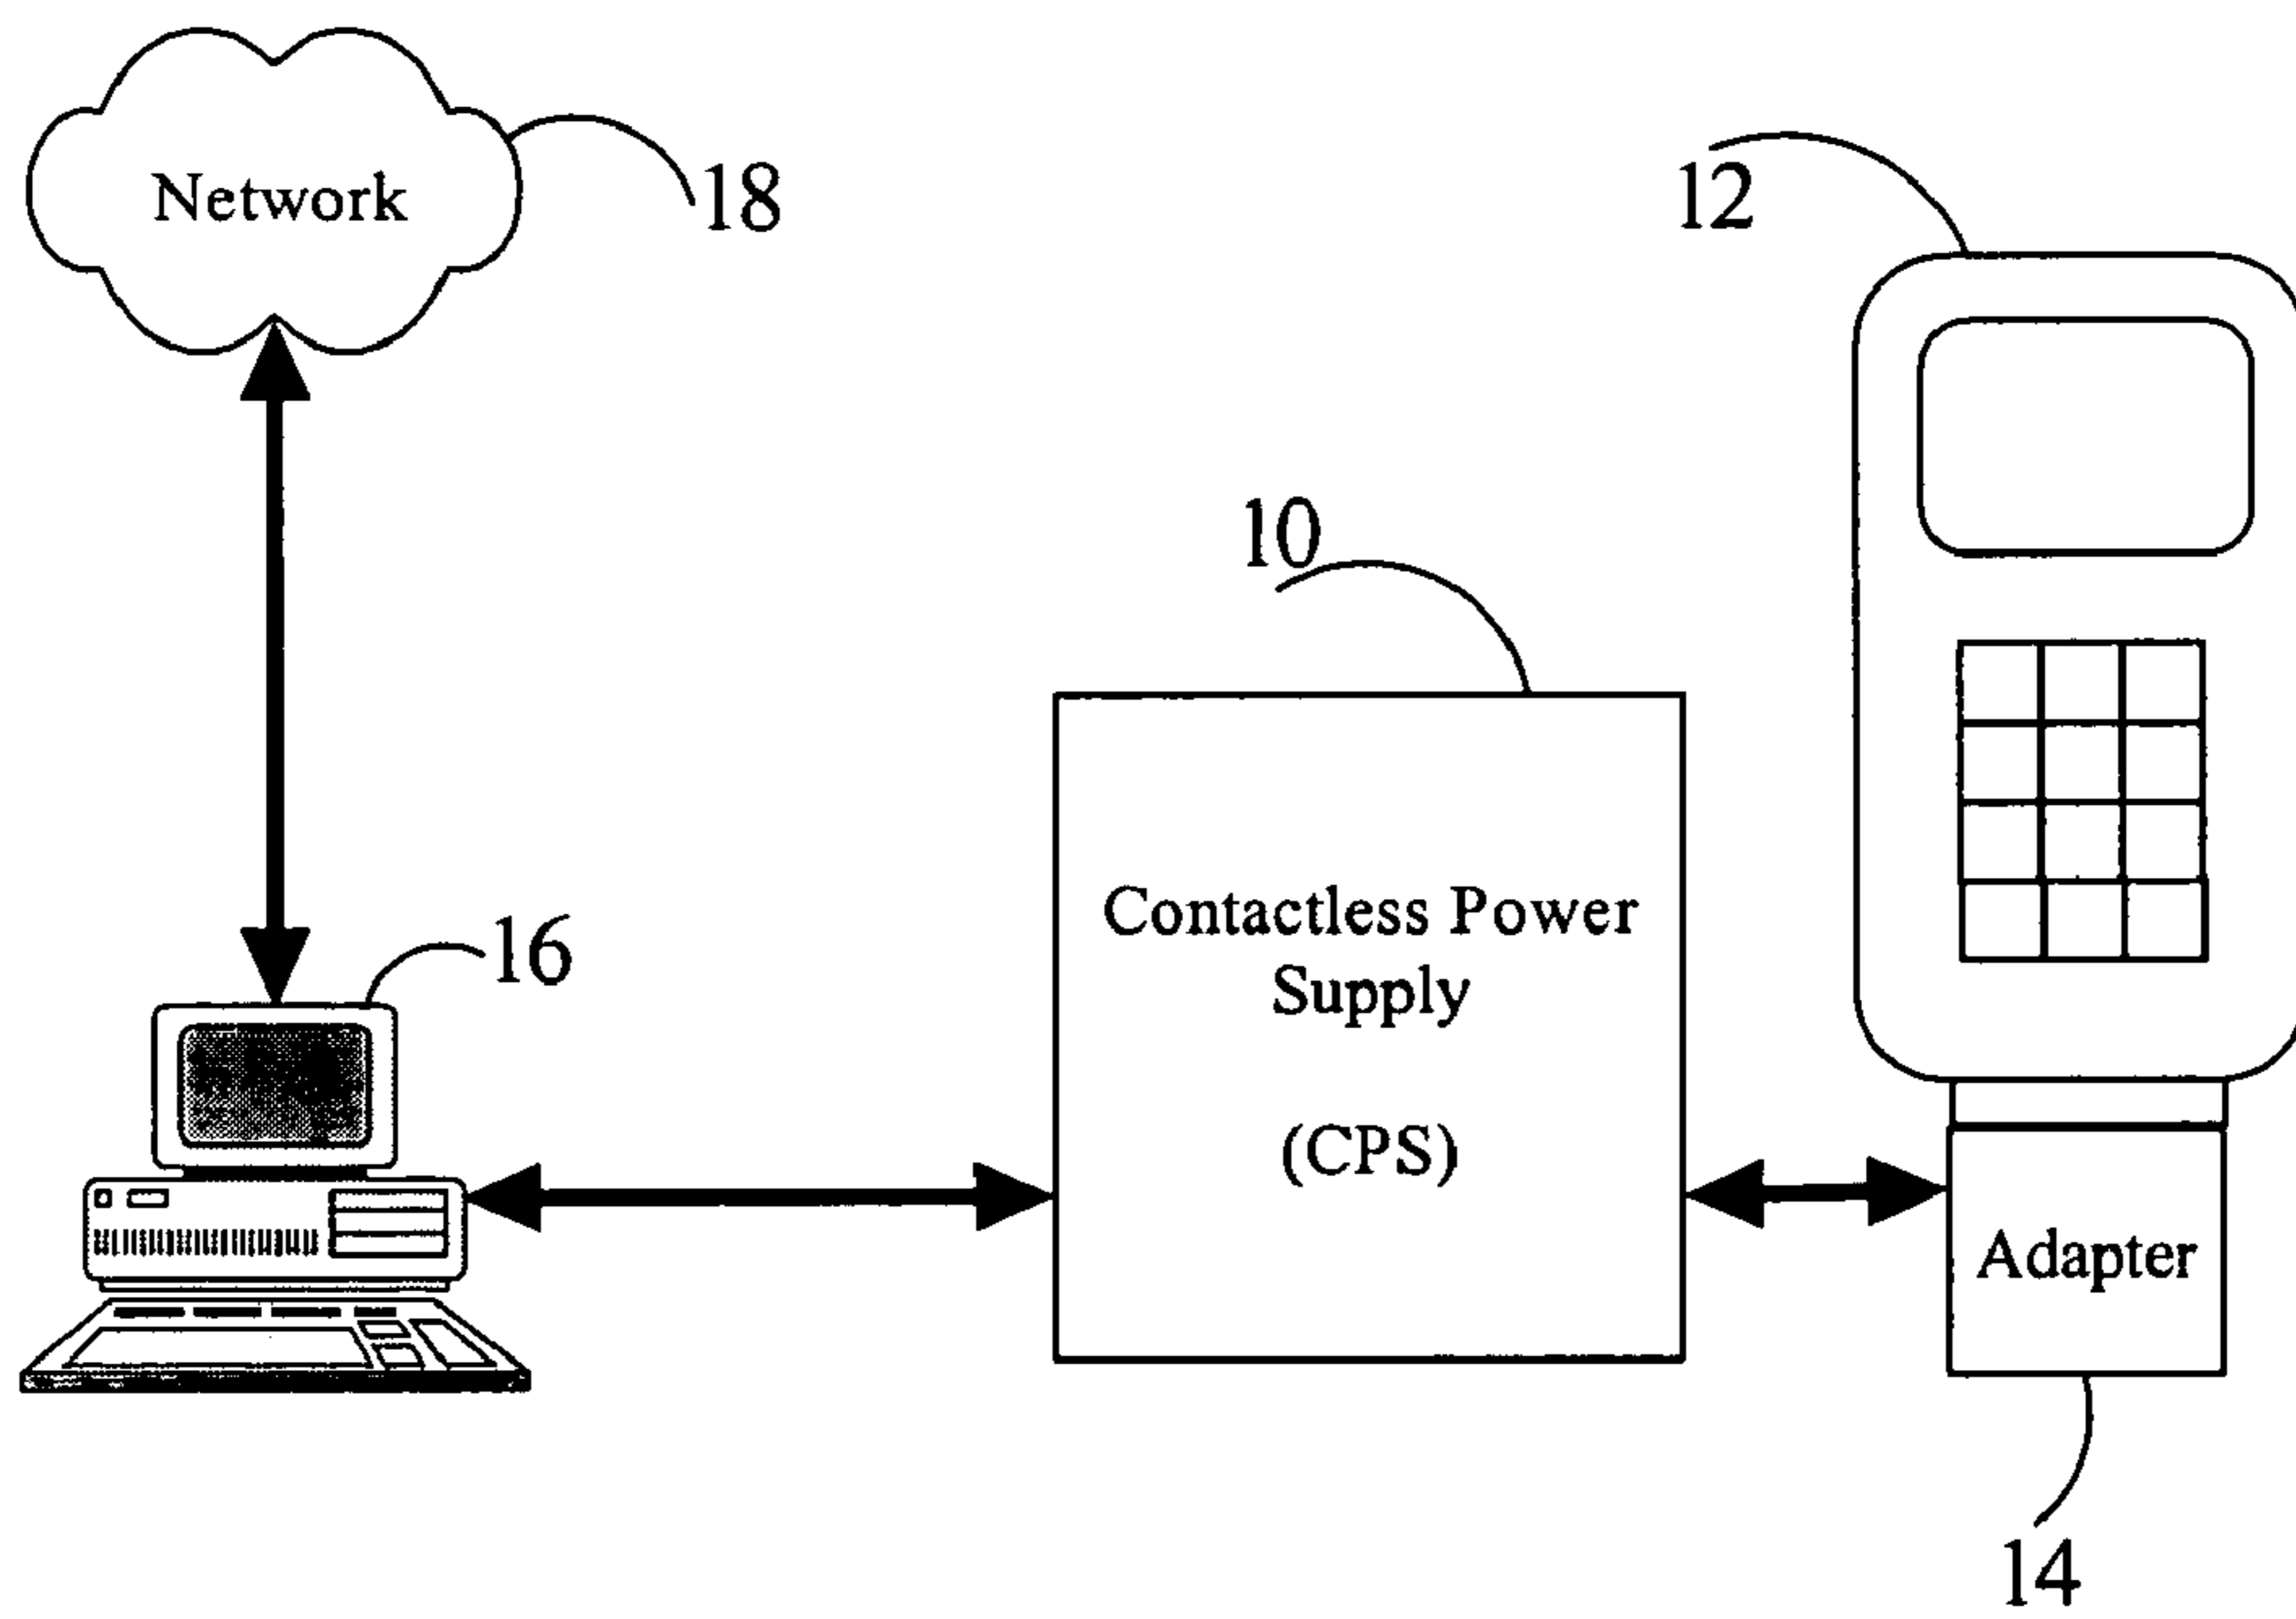 Network
18
12
10
16
Contactless Power
Supply
(CPS)
Adapter
14